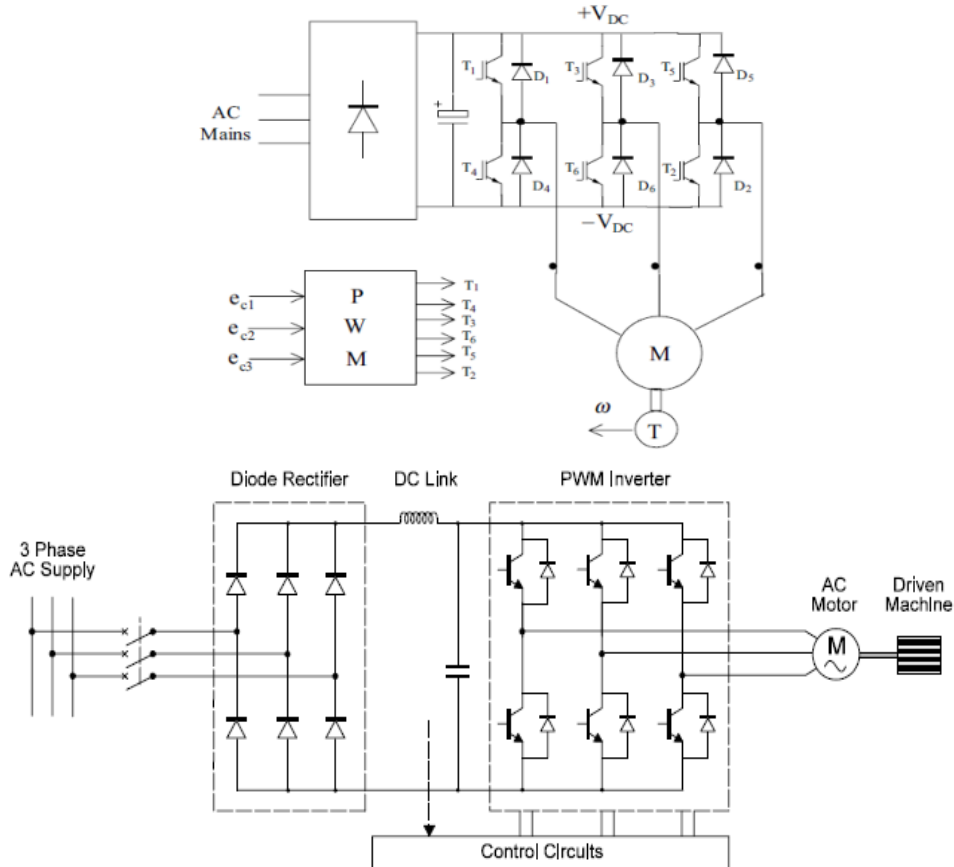 +V_DC
T₁
D₁
T₃
D₃
T₅
D₅
AC
Mains
+
T₄
D₄
T₆
D₆
T₂
D₂
−V_DC
e_c1
e_c2
e_c3
P
W
M
T₁
T₄
T₃
T₆
T₅
T₂
M
ω
T
Diode Rectifier
DC Link
PWM Inverter
3 Phase
AC Supply
AC
Motor
Driven
Machine
M
Control Circuits